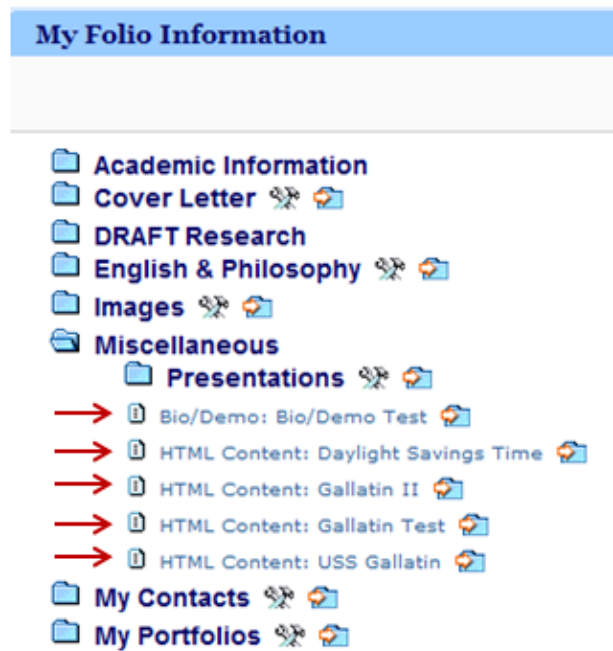 My Folio Information
Academic Information
Cover Letter
DRAFT Research
English & Philosophy
Images
Miscellaneous
Presentations
Bio/Demo: Bio/Demo Test
HTML Content: Daylight Savings Time
HTML Content: Gallatin II
HTML Content: Gallatin Test
HTML Content: USS Gallatin
My Contacts
My Portfolios